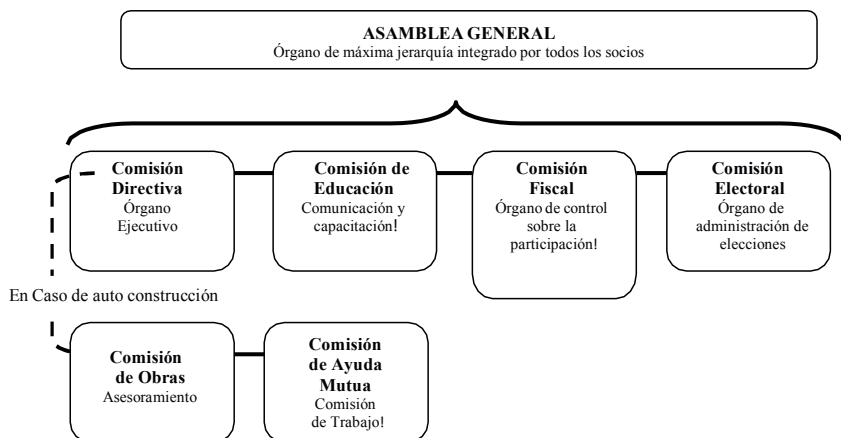 ASAMBLEA GENERAL
Órgano de máxima jerarquía integrado por todos los socios
Comisión
Directiva
Órgano
Ejecutivo
Comisión de
Educación
Comunicación y
capacitación!
Comisión
Fiscal
Órgano de control
sobre la
participación!
Comisión
Electoral
Órgano de
administración de
elecciones
En Caso de auto construcción
Comisión
de Obras
Asesoramiento
Comisión
de Ayuda
Mutua
Comisión
de Trabajo!